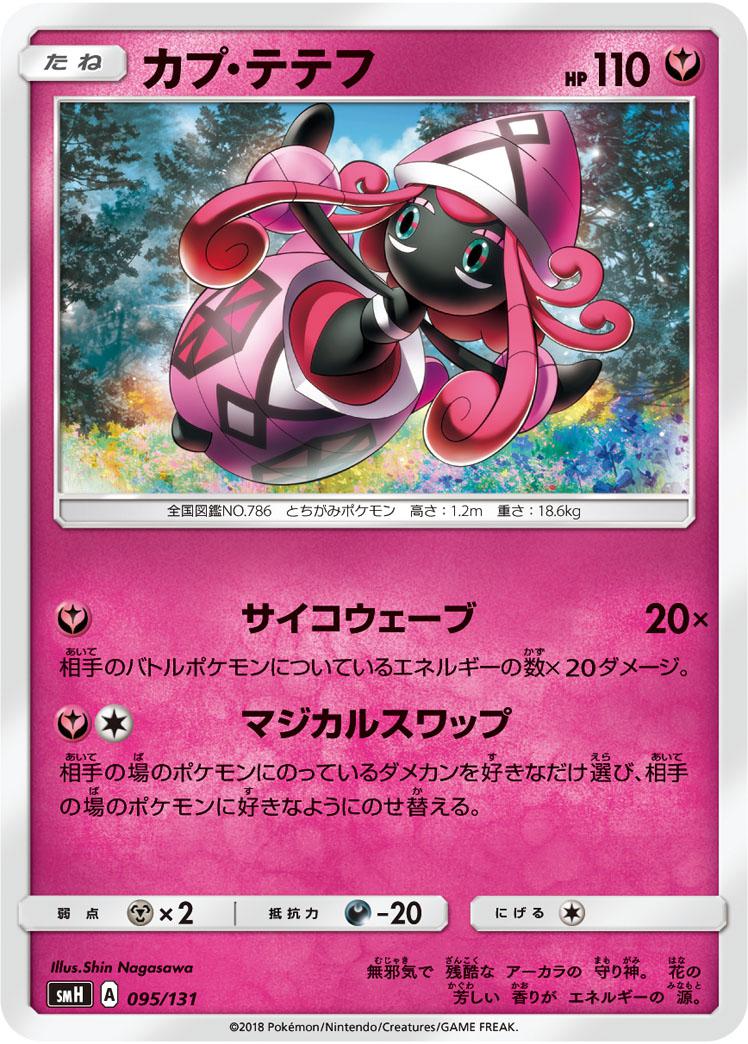 たね カプ・テテフ HP 110
全国図鑑NO.786 とちがみポケモン 高さ：1.2m 重さ：18.6kg
サイコウェーブ 20×
相手のバトルポケモンについているエネルギーの数×20ダメージ。
マジカルスワップ
相手の場のポケモンにのっているダメカンを好きなだけ選び、相手
の場のポケモンに好きなようにのせ替える。
弱点 ×2 抵抗力 -20 にげる
Illus.Shin Nagasawa
無邪気で 残酷な アーカラの 守り神。 花の
芳しい 香りが エネルギーの 源。
SMH A 095/131
©2018 Pokémon/Nintendo/Creatures/GAME FREAK.